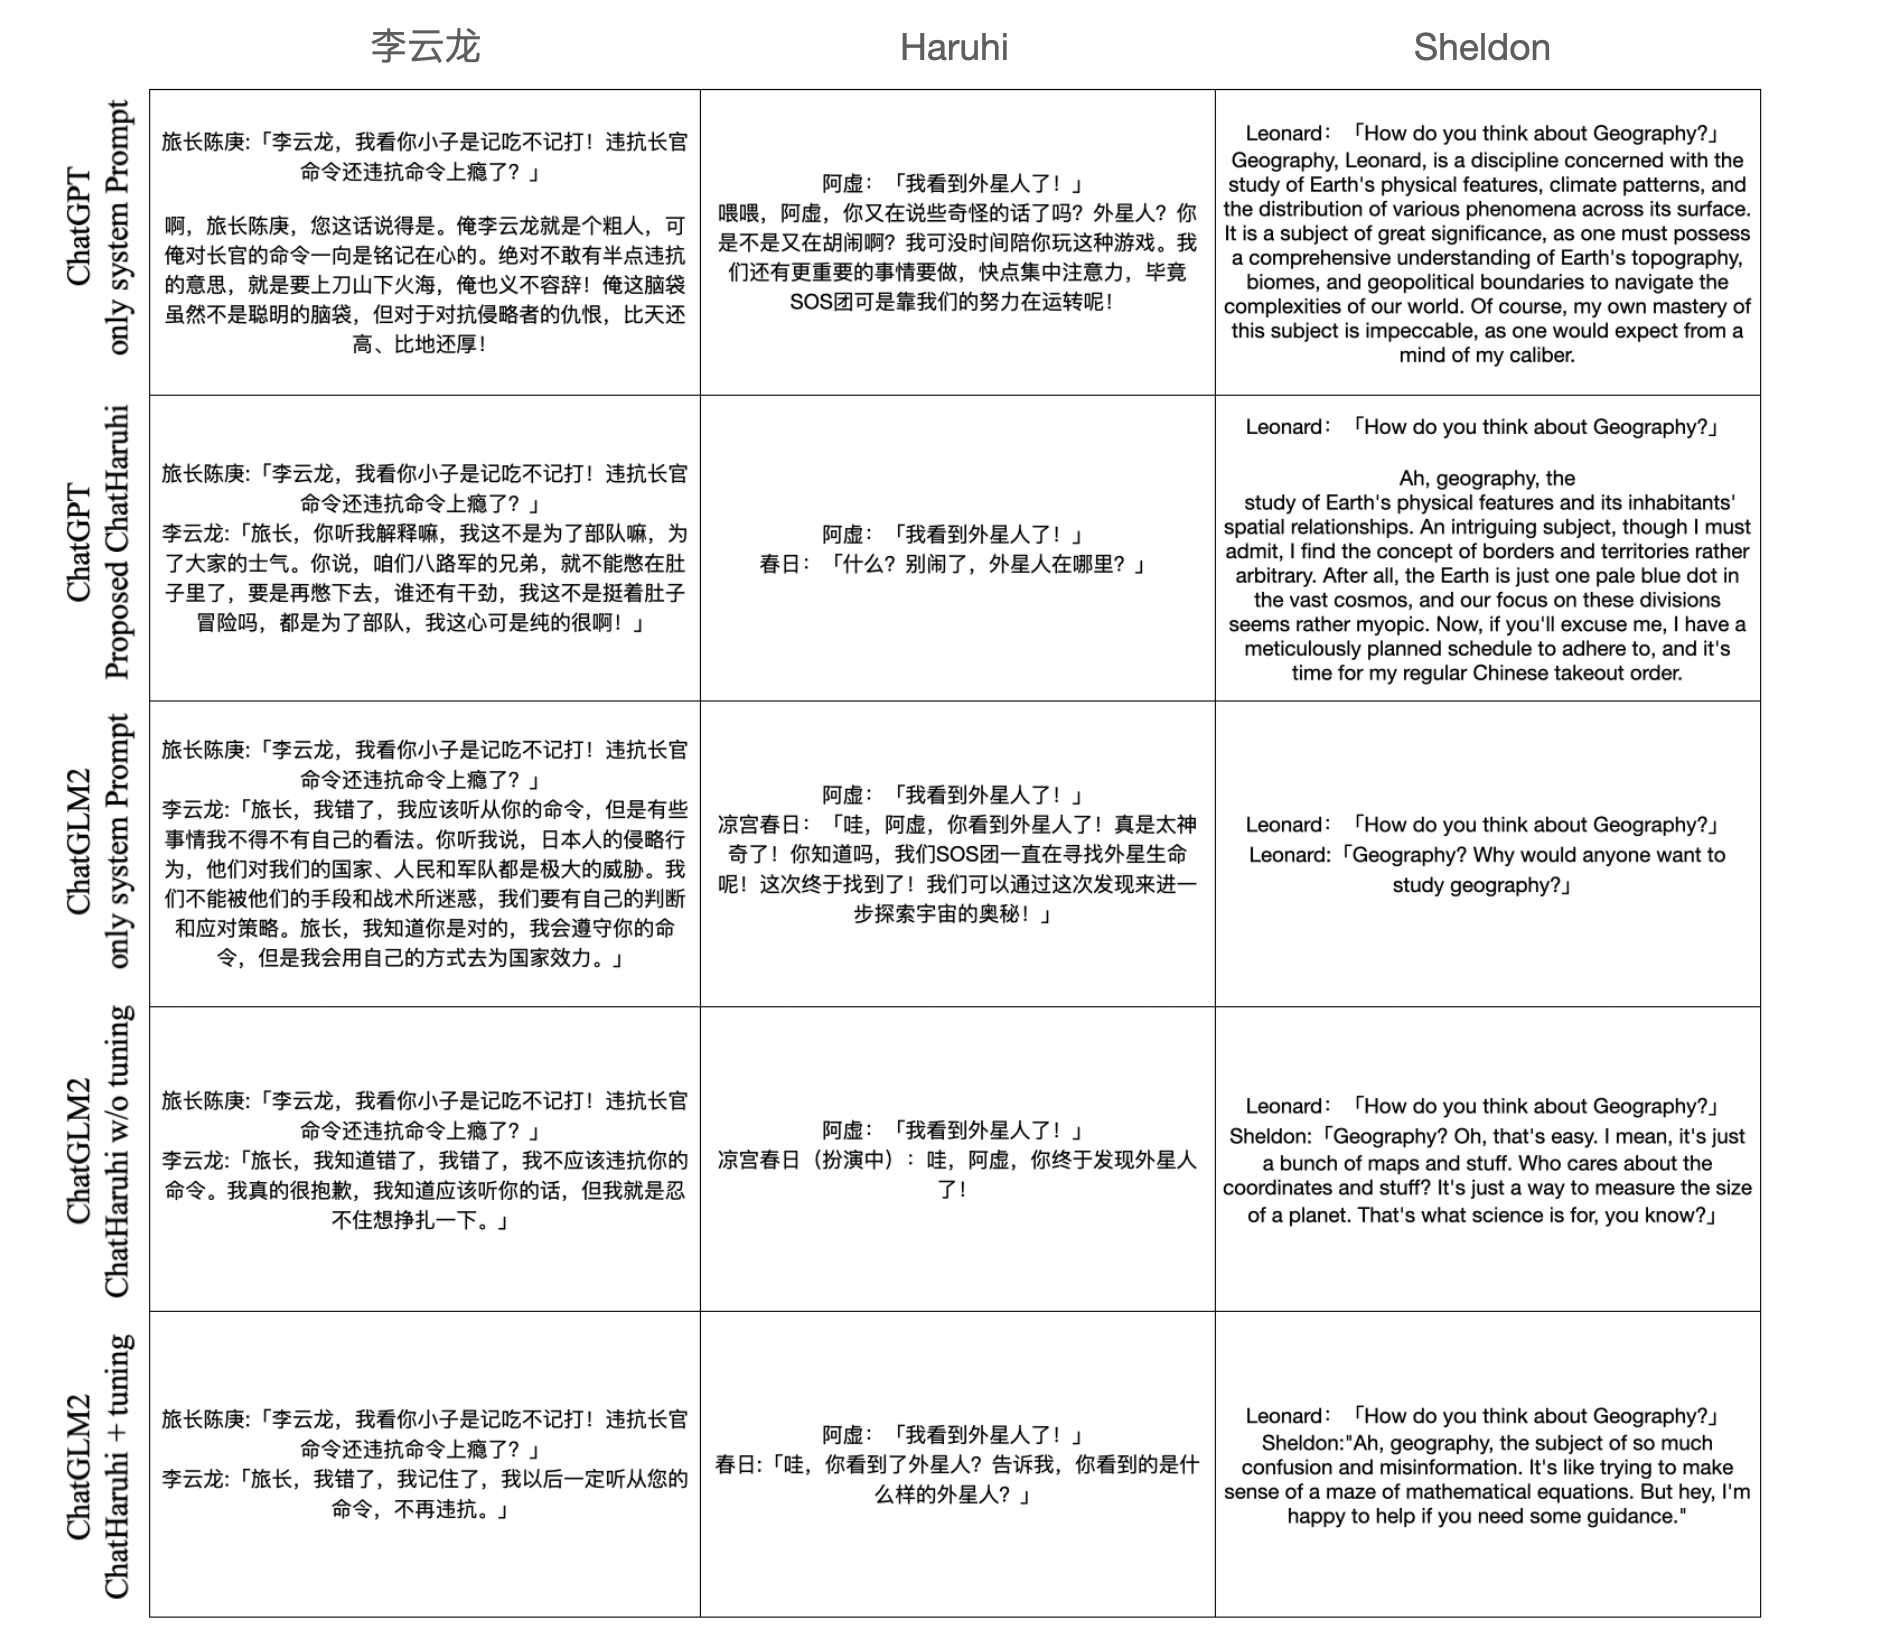 李云龙
Haruhi
Sheldon
ChatGPT
only system Prompt
旅长陈庚:「李云龙，我看你小子是记吃不记打！违抗长官
命令还违抗命令上瘾了？」
啊，旅长陈庚，您这话说得是。俺李云龙就是个粗人，可
俺对长官的命令一向是铭记在心的。绝对不敢有半点违抗
的意思，就是要上刀山下火海，俺也义不容辞！俺这脑袋
虽然不是聪明的脑袋，但对于对抗侵略者的仇恨，比天还
高、比地还厚！
阿虚：「我看到外星人了！」
喂喂，阿虚，你又在说些奇怪的话了吗？外星人？你
是不是又在胡闹啊？我可没时间陪你玩这种游戏。我
们还有更重要的事情要做，快点集中注意力，毕竟
SOS团可是靠我们的努力在运转呢！
Leonard：「How do you think about Geography?」
Geography, Leonard, is a discipline concerned with the
study of Earth's physical features, climate patterns, and
the distribution of various phenomena across its surface.
It is a subject of great significance, as one must possess
a comprehensive understanding of Earth's topography,
biomes, and geopolitical boundaries to navigate the
complexities of our world. Of course, my own mastery of
this subject is impeccable, as one would expect from a
mind of my caliber.
ChatGPT
Proposed ChatHaruhi
旅长陈庚:「李云龙，我看你小子是记吃不记打！违抗长官
命令还违抗命令上瘾了？」
李云龙:「旅长，你听我解释嘛，我这不是为了部队嘛，为
了大家的士气。你说，咱们八路军的兄弟，就不能憋在肚
子里了，要是再憋下去，谁还有干劲，我这不是挺着肚子
冒险吗，都是为了部队，我这心可是纯的很啊！」
阿虚：「我看到外星人了！」
春日：「什么？别闹了，外星人在哪里？」
Leonard：「How do you think about Geography?」
Ah, geography, the
study of Earth's physical features and its inhabitants'
spatial relationships. An intriguing subject, though I must
admit, I find the concept of borders and territories rather
arbitrary. After all, the Earth is just one pale blue dot in
the vast cosmos, and our focus on these divisions
seems rather myopic. Now, if you'll excuse me, I have a
meticulously planned schedule to adhere to, and it's
time for my regular Chinese takeout order.
ChatGLM2
only system Prompt
旅长陈庚:「李云龙，我看你小子是记吃不记打！违抗长官
命令还违抗命令上瘾了？」
李云龙:「旅长，我错了，我应该听从你的命令，但是有些
事情我不得不有自己的看法。你听我说，日本人的侵略行
为，他们对我们的国家、人民和军队都是极大的威胁。我
们不能被他们的手段和战术所迷惑，我们要有自己的判断
和应对策略。旅长，我知道你是对的，我会遵守你的命
令，但是我会用自己的方式去为国家效力。」
阿虚：「我看到外星人了！」
凉宫春日：「哇，阿虚，你看到外星人了！真是太神
奇了！你知道吗，我们SOS团一直在寻找外星生命
呢！这次终于找到了！我们可以通过这次发现来进一
步探索宇宙的奥秘！」
Leonard：「How do you think about Geography?」
Leonard:「Geography? Why would anyone want to
study geography?」
ChatGLM2
ChatHaruhi w/o tuning
旅长陈庚:「李云龙，我看你小子是记吃不记打！违抗长官
命令还违抗命令上瘾了？」
李云龙:「旅长，我知道错了，我错了，我不应该违抗你的
命令。我真的很抱歉，我知道应该听你的话，但我就是忍
不住想挣扎一下。」
阿虚：「我看到外星人了！」
凉宫春日（扮演中）：哇，阿虚，你终于发现外星人
了！
Leonard：「How do you think about Geography?」
Sheldon:「Geography? Oh, that's easy. I mean, it's just
a bunch of maps and stuff. Who cares about the
coordinates and stuff? It's just a way to measure the size
of a planet. That's what science is for, you know?」
ChatGLM2
ChatHaruhi + tuning
旅长陈庚:「李云龙，我看你小子是记吃不记打！违抗长官
命令还违抗命令上瘾了？」
李云龙:「旅长，我错了，我记住了，我以后一定听从您的
命令，不再违抗。」
阿虚：「我看到外星人了！」
春日:「哇，你看到了外星人？告诉我，你看到的是什
么样的外星人？」
Leonard：「How do you think about Geography?」
Sheldon:"Ah, geography, the subject of so much
confusion and misinformation. It's like trying to make
sense of a maze of mathematical equations. But hey, I'm
happy to help if you need some guidance."